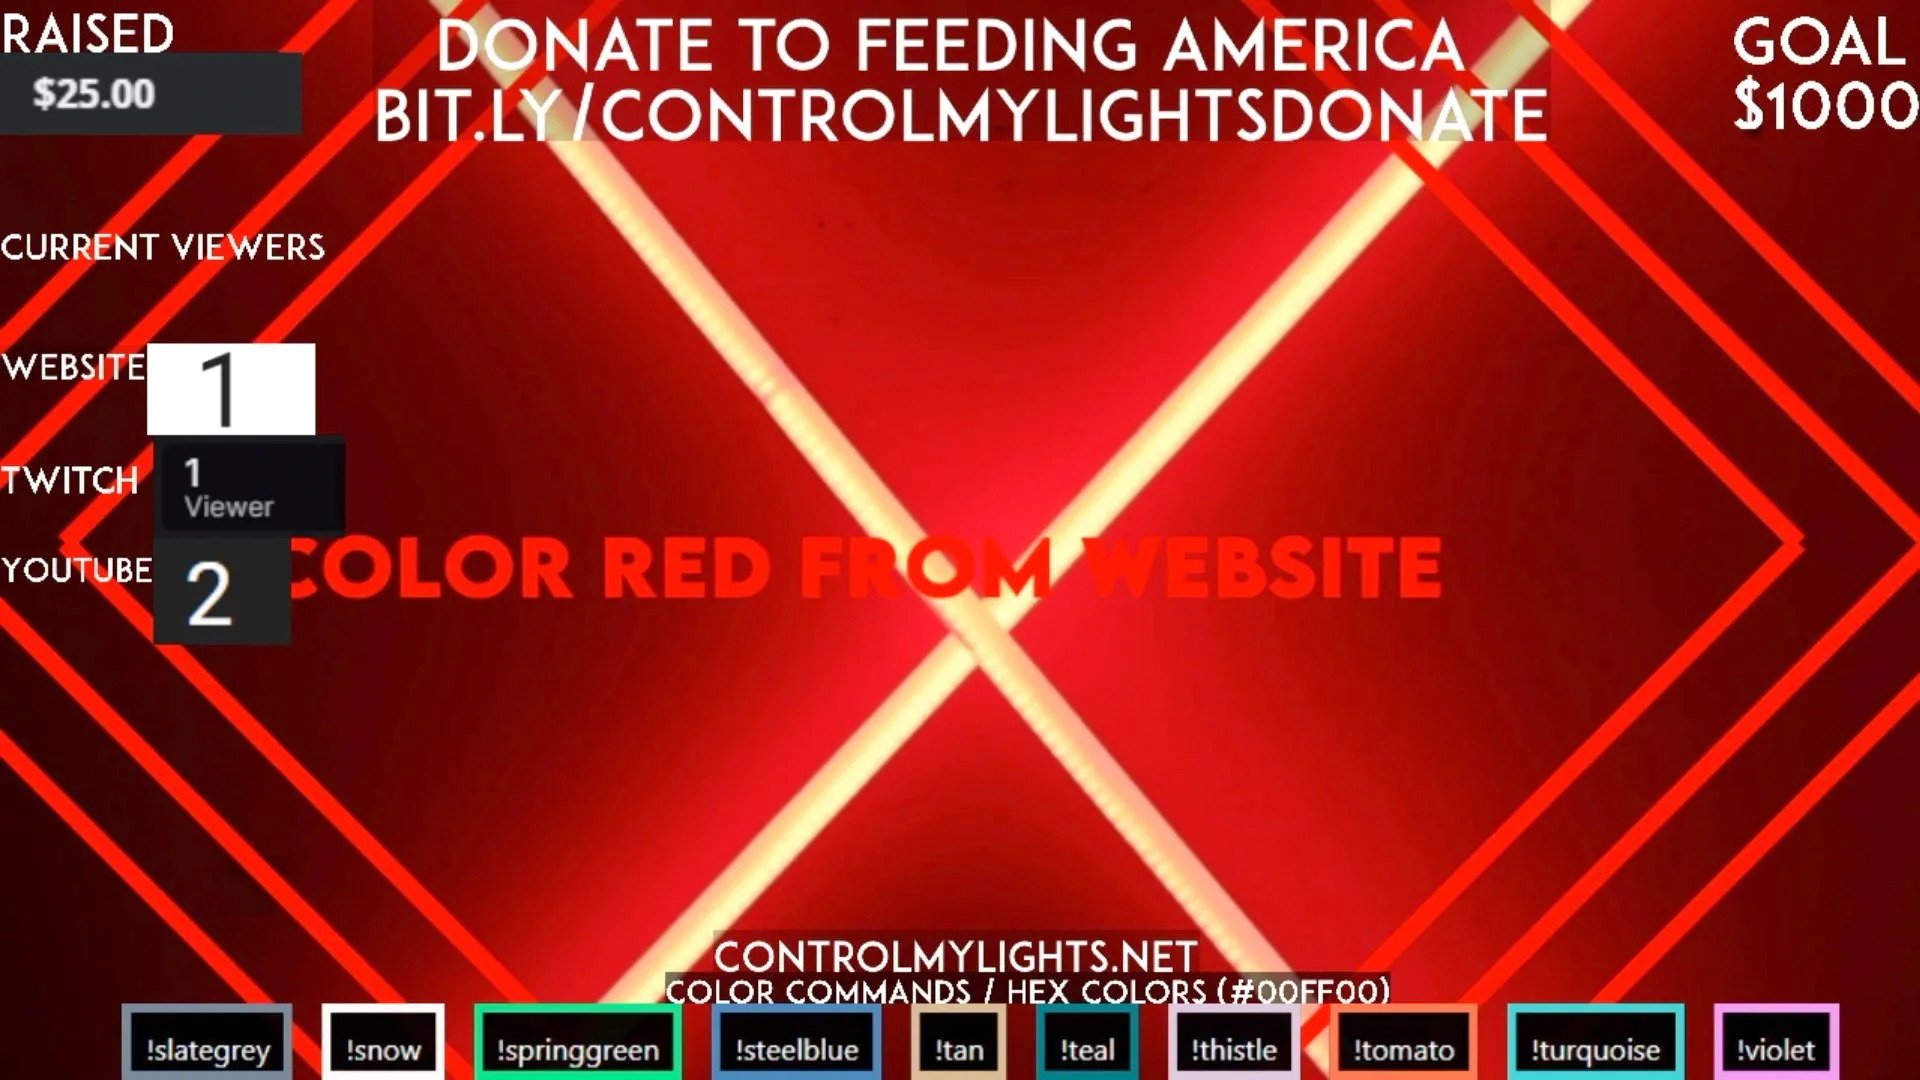 RAISED
$25.00
DONATE TO FEEDING AMERICA
BIT.LY/CONTROLMYLIGHTSDONATE
GOAL
$1000
CURRENT VIEWERS
WEBSITE 1
TWITCH 1
Viewer
YOUTUBE 2
COLOR RED FROM WEBSITE
CONTROLMYLIGHTS.NET
COLOR COMMANDS / HEX COLORS (#00FF00)
!slategrey !snow !springgreen !steelblue !tan !teal !thistle !tomato !turquoise !violet